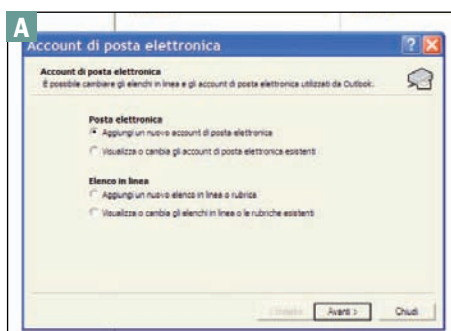 A
Account di posta elettronica
Account di posta elettronica
È possibile cambiare gli elenchi in linea e gli account di posta elettronica utilizzati da Outlook.
Posta elettronica
Aggiungi un nuovo account di posta elettronica
Visualizza o cambia gli account di posta elettronica esistenti
Elenco in linea
Aggiungi un nuovo elenco in linea o rubrica
Visualizza o cambia gli elenchi in linea o le rubriche esistenti
< Indietro Avanti > Chiudi